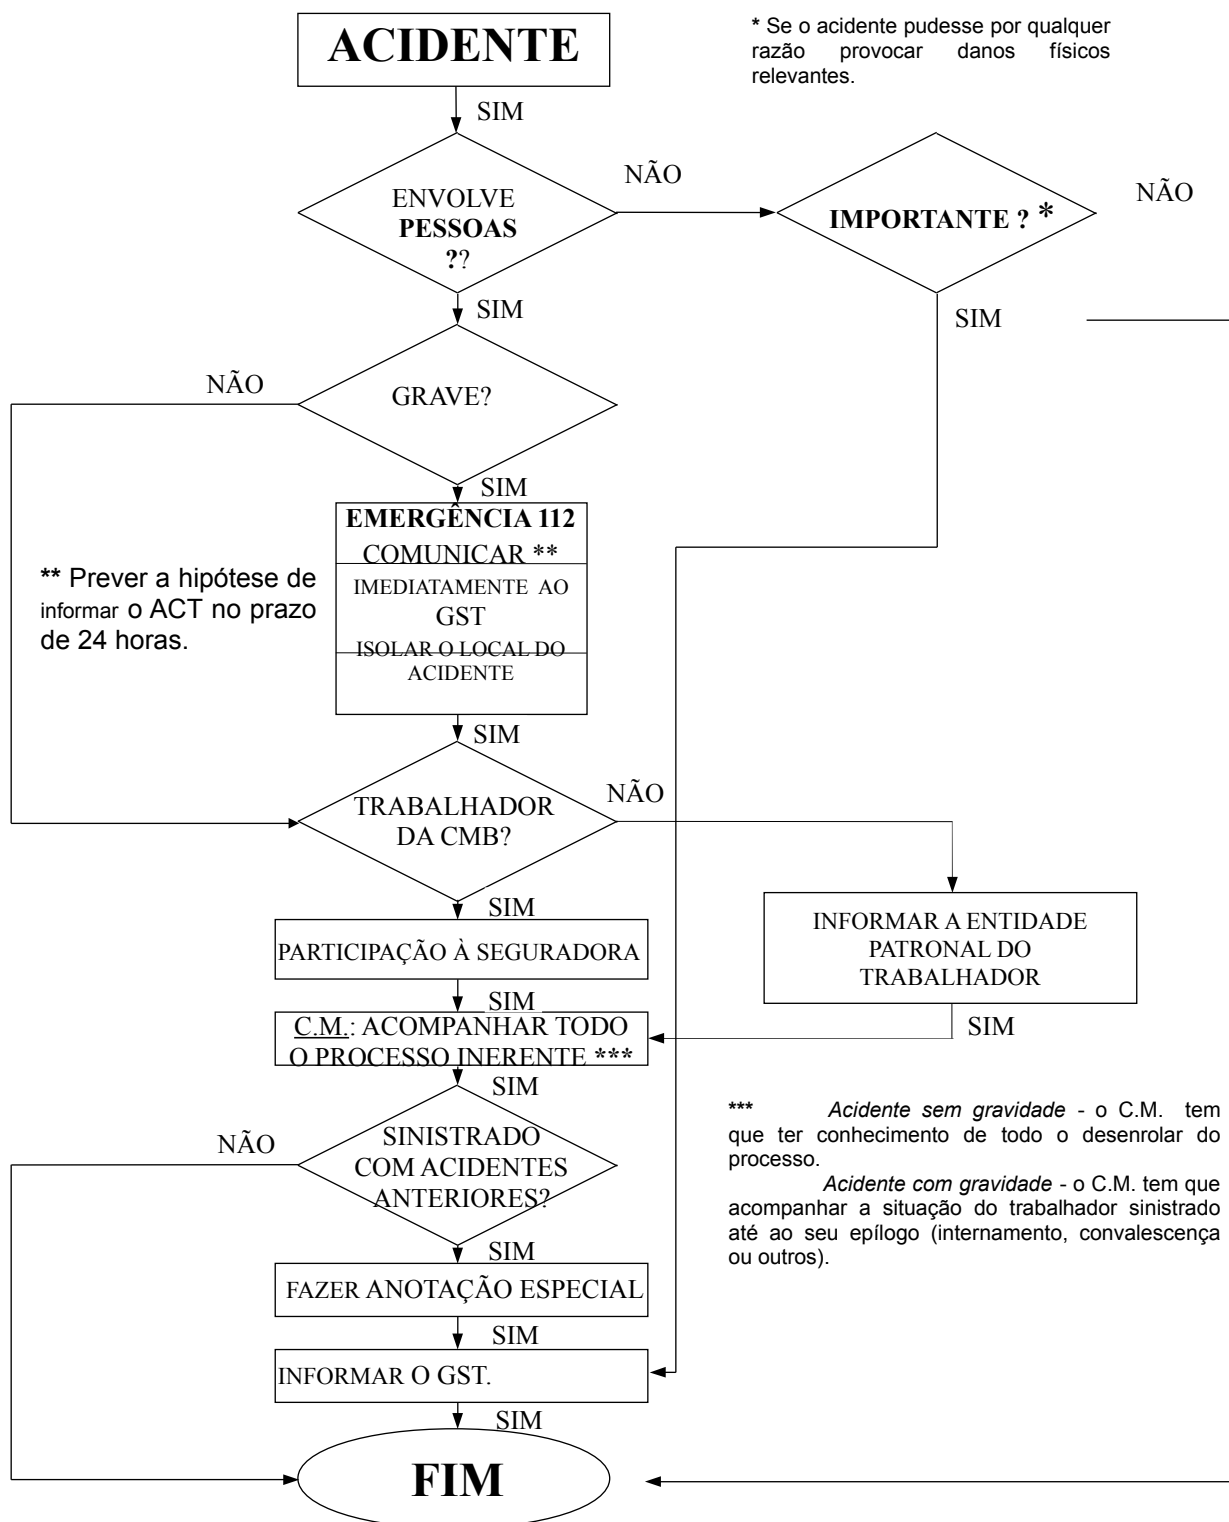 ACIDENTE
* Se o acidente pudesse por qualquer
razão provocar danos físicos
relevantes.
SIM
ENVOLVE
PESSOAS
??
NÃO
IMPORTANTE ? *
NÃO
SIM
SIM
NÃO
GRAVE?
SIM
EMERGÊNCIA 112
COMUNICAR **
IMEDIATAMENTE AO
GST
ISOLAR O LOCAL DO
ACIDENTE
** Prever a hipótese de
informar o ACT no prazo
de 24 horas.
SIM
TRABALHADOR
DA CMB?
NÃO
SIM
PARTICIPAÇÃO À SEGURADORA
INFORMAR A ENTIDADE
PATRONAL DO
TRABALHADOR
SIM
SIM
C.M.: ACOMPANHAR TODO
O PROCESSO INERENTE ***
SIM
NÃO
SINISTRADO
COM ACIDENTES
ANTERIORES?
*** Acidente sem gravidade - o C.M. tem
que ter conhecimento de todo o desenrolar do
processo.
Acidente com gravidade - o C.M. tem que
acompanhar a situação do trabalhador sinistrado
até ao seu epílogo (internamento, convalescença
ou outros).
SIM
FAZER ANOTAÇÃO ESPECIAL
SIM
INFORMAR O GST.
SIM
FIM